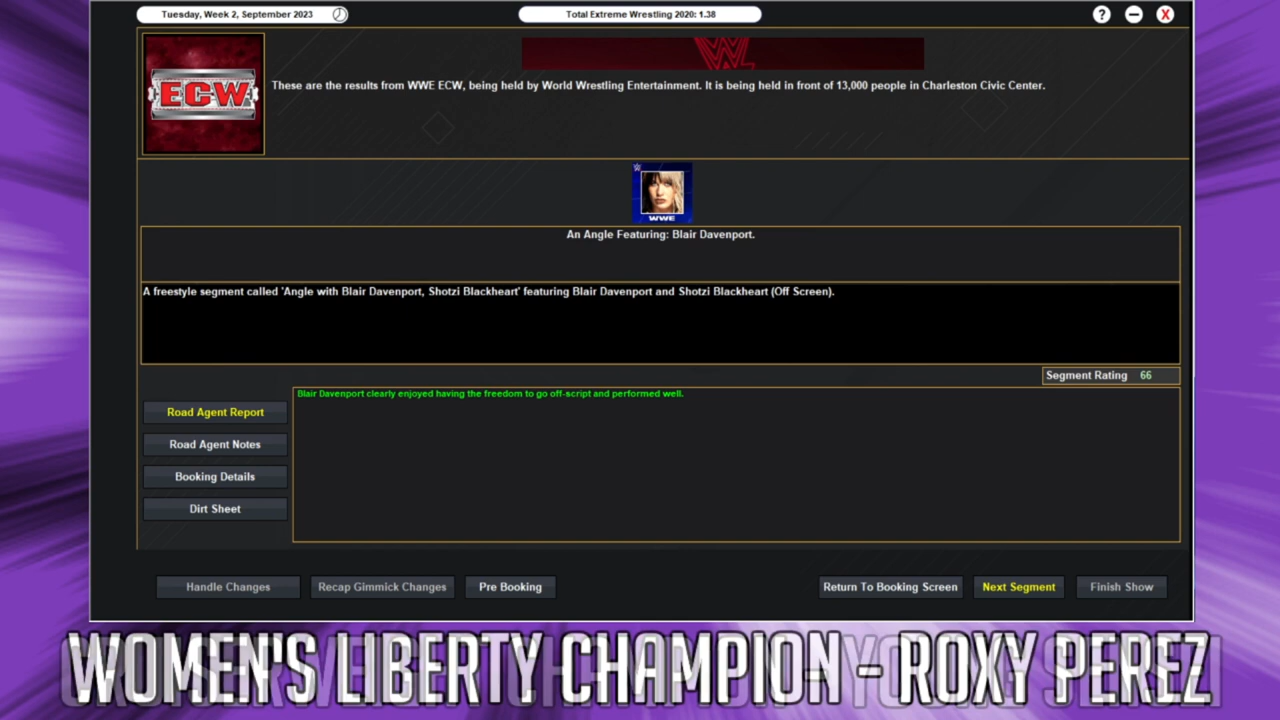 Tuesday, Week 2, September 2023
Total Extreme Wrestling 2020: 1.38
?
X
ECW
These are the results from WWE ECW, being held by World Wrestling Entertainment. It is being held in front of 13,000 people in Charleston Civic Center.
WWE
An Angle Featuring: Blair Davenport.
A freestyle segment called 'Angle with Blair Davenport, Shotzi Blackheart' featuring Blair Davenport and Shotzi Blackheart (Off Screen).
Segment Rating 66
Blair Davenport clearly enjoyed having the freedom to go off-script and performed well.
Road Agent Report
Road Agent Notes
Booking Details
Dirt Sheet
Handle Changes
Recap Gimmick Changes
Pre Booking
Return To Booking Screen
Next Segment
Finish Show
WOMEN'S LIBERTY CHAMPION - ROXY PEREZ